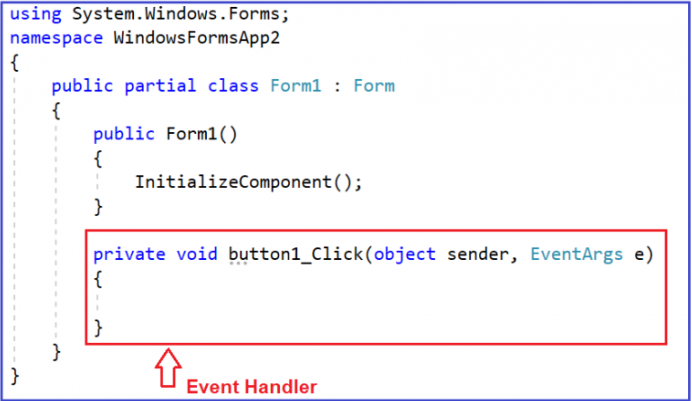 using System.Windows.Forms;
namespace WindowsFormsApp2
{
    public partial class Form1 : Form
    {
        public Form1()
        {
            InitializeComponent();
        }
        private void button1_Click(object sender, EventArgs e)
        {
        }
    }
}
Event Handler